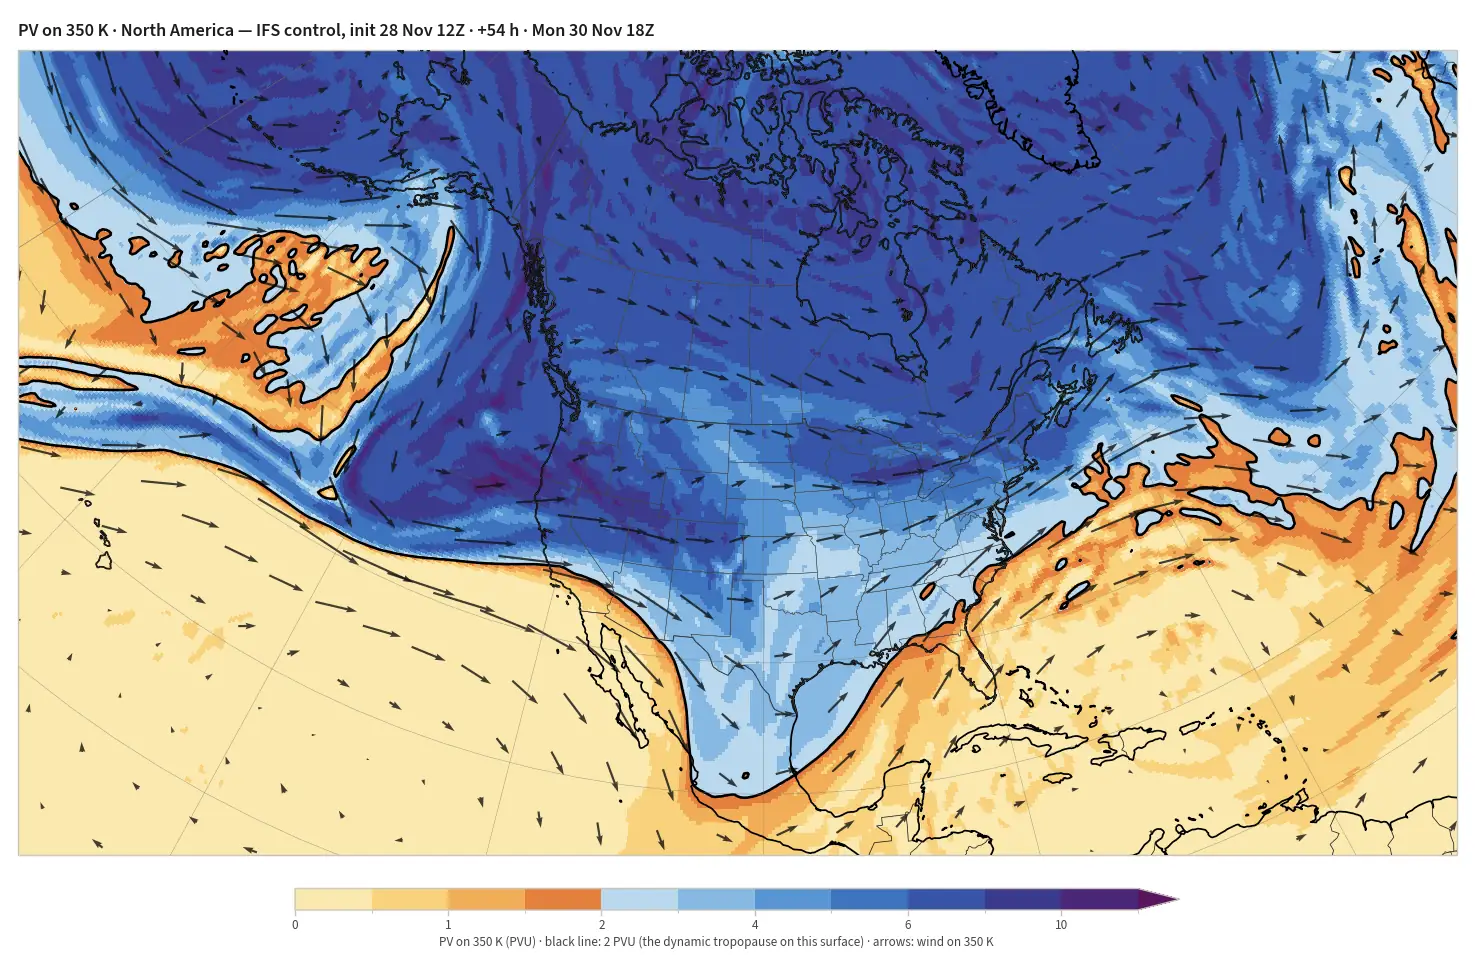 PV on 350 K · North America — IFS control, init 28 Nov 12Z · +54 h · Mon 30 Nov 18Z
0 1 2 4 6 10
PV on 350 K (PVU) · black line: 2 PVU (the dynamic tropopause on this surface) · arrows: wind on 350 K